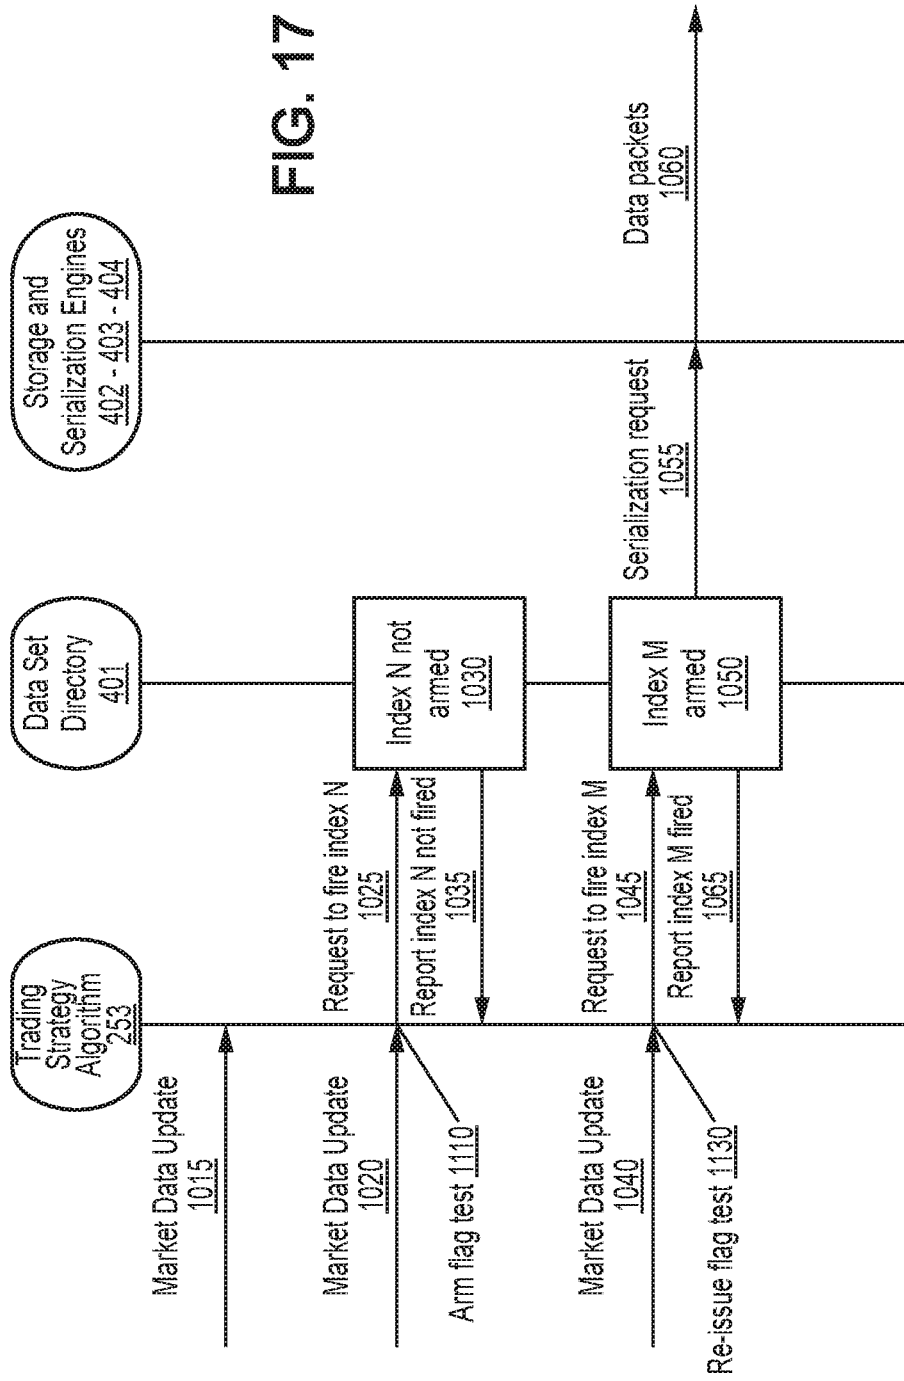 FIG. 17
Trading
Strategy
Algorithm
253
Data Set
Directory
401
Storage and
Serialization Engines
402 - 403 - 404
Market Data Update
1015
Market Data Update
1020
Arm flag test 1110
Request to fire index N
1025
Report index N not fired
1035
Index N not
armed
1030
Market Data Update
1040
Re-issue flag test 1130
Request to fire index M
1045
Report index M fired
1065
Index M
armed
1050
Serialization request
1055
Data packets
1060